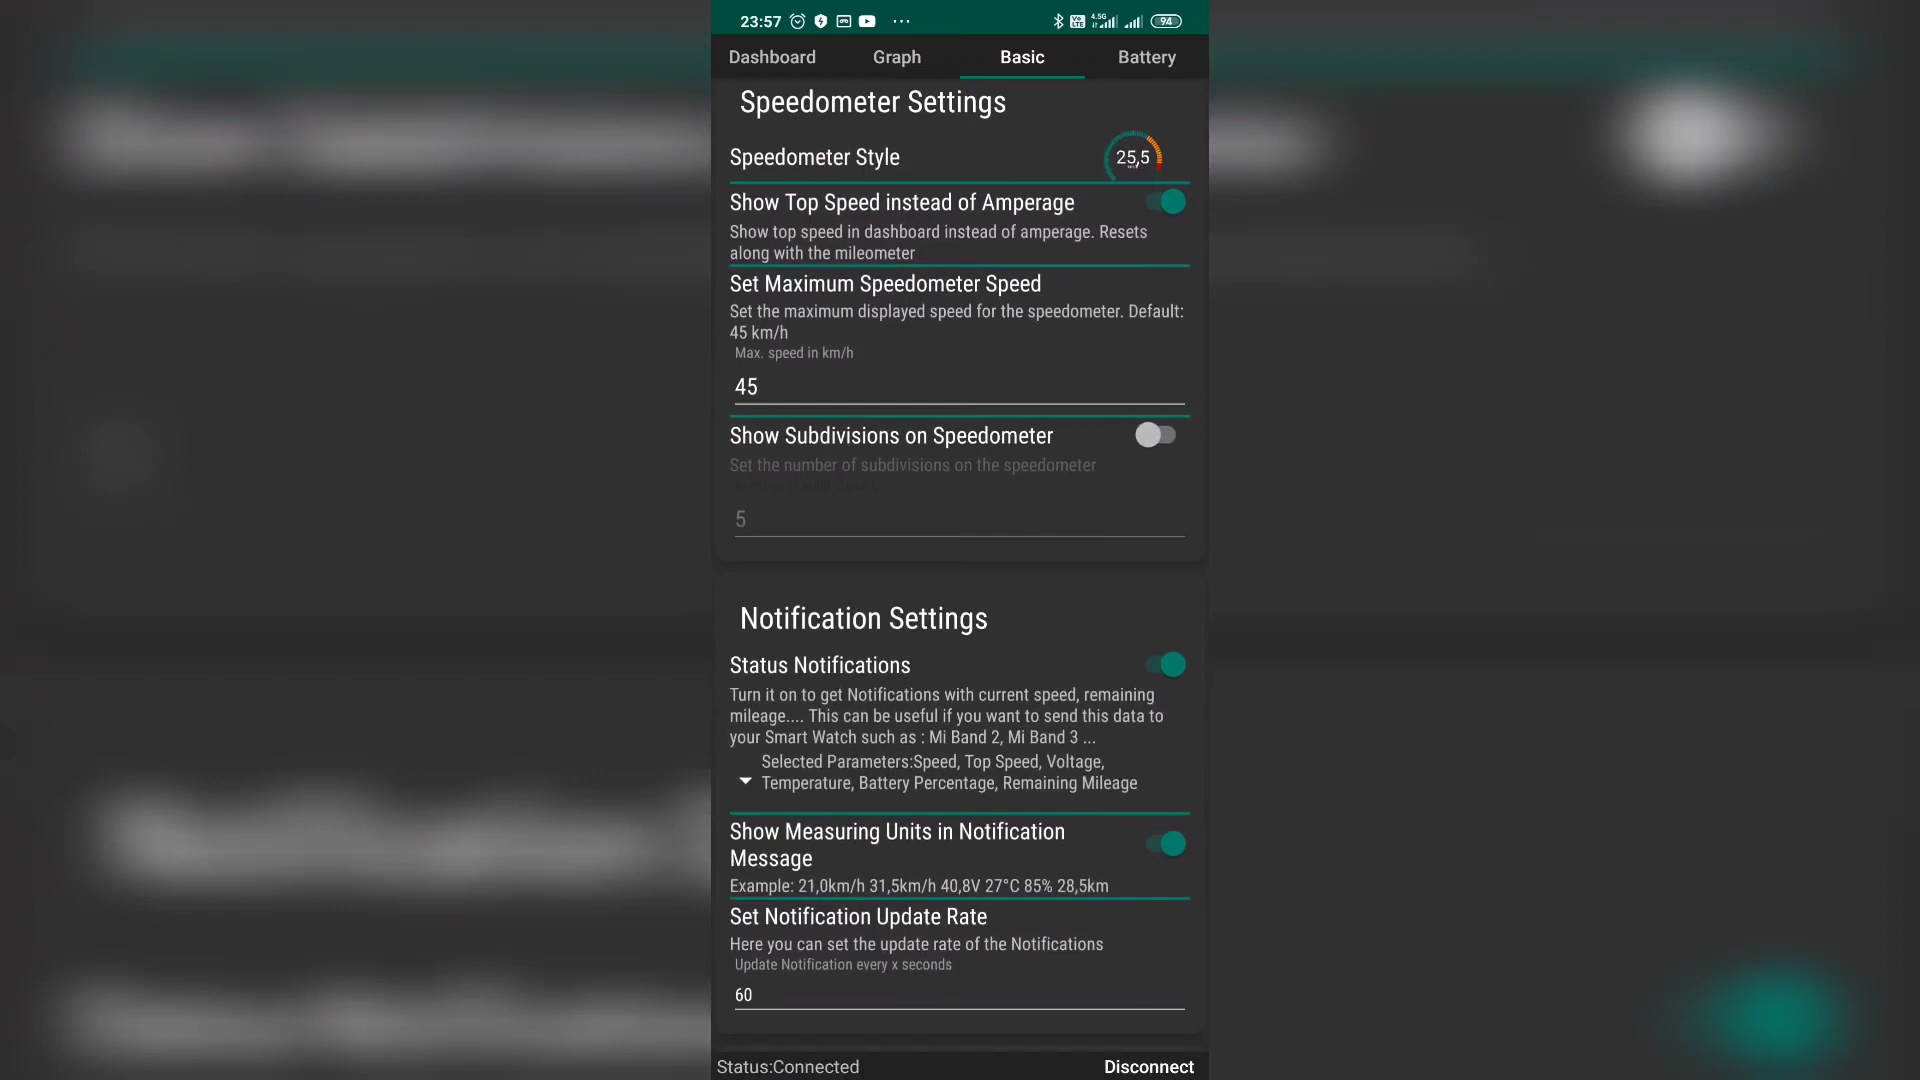 23:57 4.5G Vo LTE 94
Dashboard Graph Basic Battery
Speedometer Settings
Speedometer Style 25,5
Show Top Speed instead of Amperage
Show top speed in dashboard instead of amperage. Resets
along with the mileometer
Set Maximum Speedometer Speed
Set the maximum displayed speed for the speedometer. Default:
45 km/h
Max. speed in km/h
45
Show Subdivisions on Speedometer
Set the number of subdivisions on the speedometer
5
Notification Settings
Status Notifications
Turn it on to get Notifications with current speed, remaining
mileage.... This can be useful if you want to send this data to
your Smart Watch such as : Mi Band 2, Mi Band 3 ...
Selected Parameters:Speed, Top Speed, Voltage,
Temperature, Battery Percentage, Remaining Mileage
Show Measuring Units in Notification
Message
Example: 21,0km/h 31,5km/h 40,8V 27°C 85% 28,5km
Set Notification Update Rate
Here you can set the update rate of the Notifications
Update Notification every x seconds
60
Status:Connected Disconnect